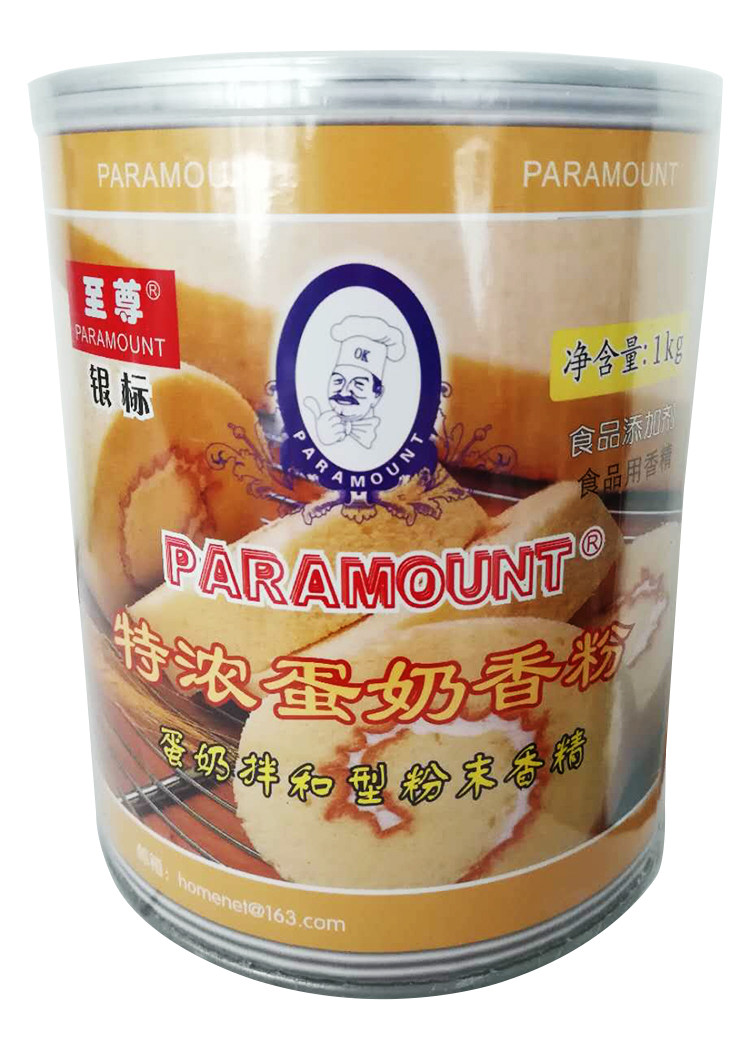 PARAMOUNT
至尊®
PARAMOUNT
银标
OK
PARAMOUNT
净含量:1kg
食品添加剂
食品用香精
PARAMOUNT®
特浓蛋奶香粉
蛋奶拌和型粉末香精
邮箱：homenet@163.com